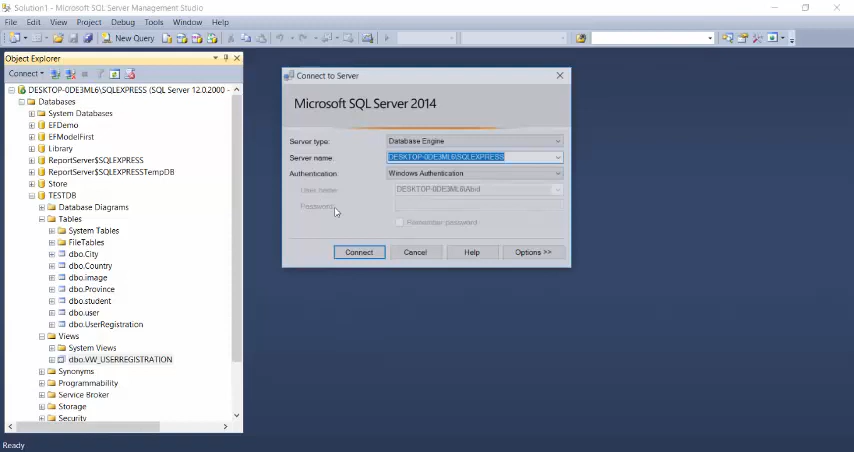 Solution1 - Microsoft SQL Server Management Studio
File Edit View Project Debug Tools Window Help
New Query
Object Explorer
Connect
DESKTOP-0DE3ML6\SQLEXPRESS (SQL Server 12.0.2000 -
Databases
System Databases
EFDemo
EFModelFirst
Library
ReportServer$SQLEXPRESS
ReportServer$SQLEXPRESSTempDB
Store
TESTDB
Database Diagrams
Tables
System Tables
FileTables
dbo.City
dbo.Country
dbo.image
dbo.Province
dbo.student
dbo.user
dbo.UserRegistration
Views
System Views
dbo.VW_USERREGISTRATION
Synonyms
Programmability
Service Broker
Storage
Security
Connect to Server
Microsoft SQL Server 2014
Server type: Database Engine
Server name: DESKTOP-0DE3ML6\SQLEXPRESS
Authentication: Windows Authentication
User name: DESKTOP-0DE3ML6\Abid
Password:
Remember password
Connect Cancel Help Options >>
Ready